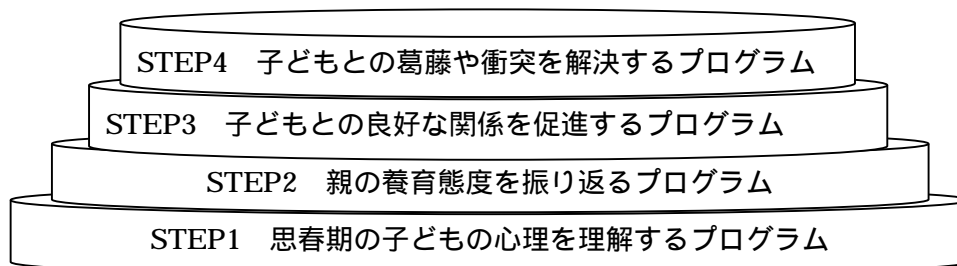 STEP4　子どもとの葛藤や衝突を解決するプログラム
STEP3　子どもとの良好な関係を促進するプログラム
STEP2　親の養育態度を振り返るプログラム
STEP1　思春期の子どもの心理を理解するプログラム